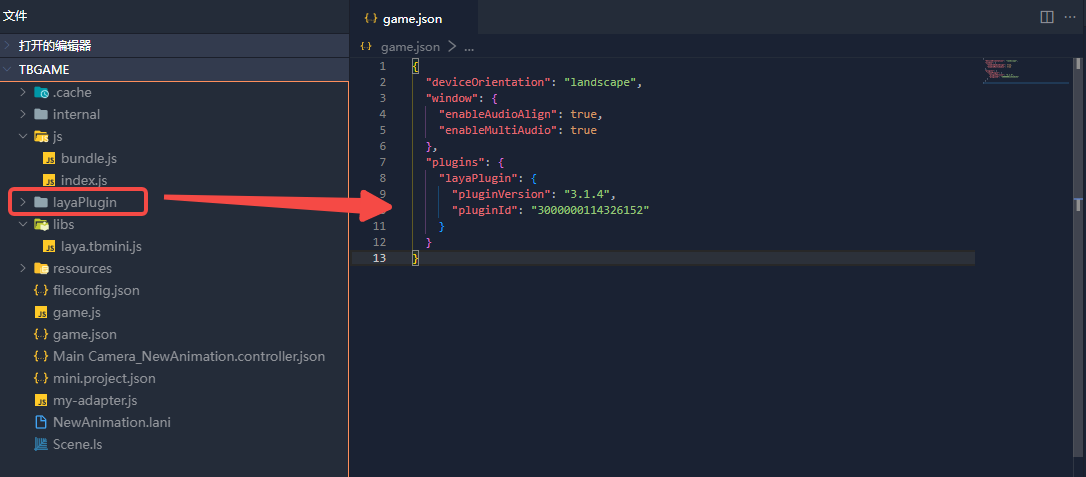 文件
打开的编辑器
TBGAME
.cache
internal
js
bundle.js
index.js
layaPlugin
libs
laya.tbmini.js
resources
fileconfig.json
game.js
game.json
Main Camera_NewAnimation.controller.json
mini.project.json
my-adapter.js
NewAnimation.lani
Scene.ls
game.json
game.json > ...
1 {
2 "deviceOrientation": "landscape",
3 "window": {
4 "enableAudioAlign": true,
5 "enableMultiAudio": true
6 },
7 "plugins": {
8 "layaPlugin": {
9 "pluginVersion": "3.1.4",
"pluginId": "3000000114326152"
11 }
12 }
13 }